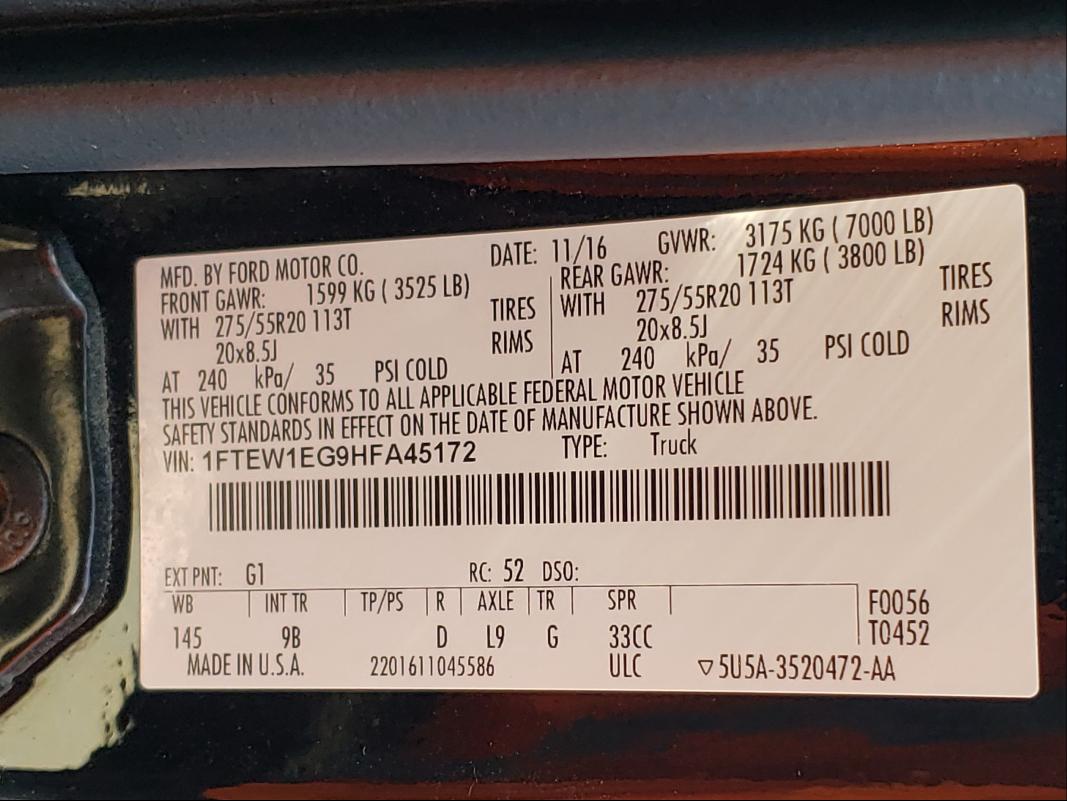 MFD. BY FORD MOTOR CO. DATE: 11/16 GVWR: 3175 KG ( 7000 LB)
FRONT GAWR: 1599 KG ( 3525 LB) REAR GAWR: 1724 KG ( 3800 LB)
WITH 275/55R20 113T TIRES WITH 275/55R20 113T TIRES
20x8.5J RIMS 20x8.5J RIMS
AT 240 kPa/ 35 PSI COLD AT 240 kPa/ 35 PSI COLD
THIS VEHICLE CONFORMS TO ALL APPLICABLE FEDERAL MOTOR VEHICLE
SAFETY STANDARDS IN EFFECT ON THE DATE OF MANUFACTURE SHOWN ABOVE.
VIN: 1FTEW1EG9HFA45172 TYPE: Truck
EXT PNT: G1 RC: 52 DSO:
WB INT TR TP/PS R AXLE TR SPR F0056
145 9B D L9 G 33CC T0452
MADE IN U.S.A. 2201611045586 ULC ▽5U5A-3520472-AA